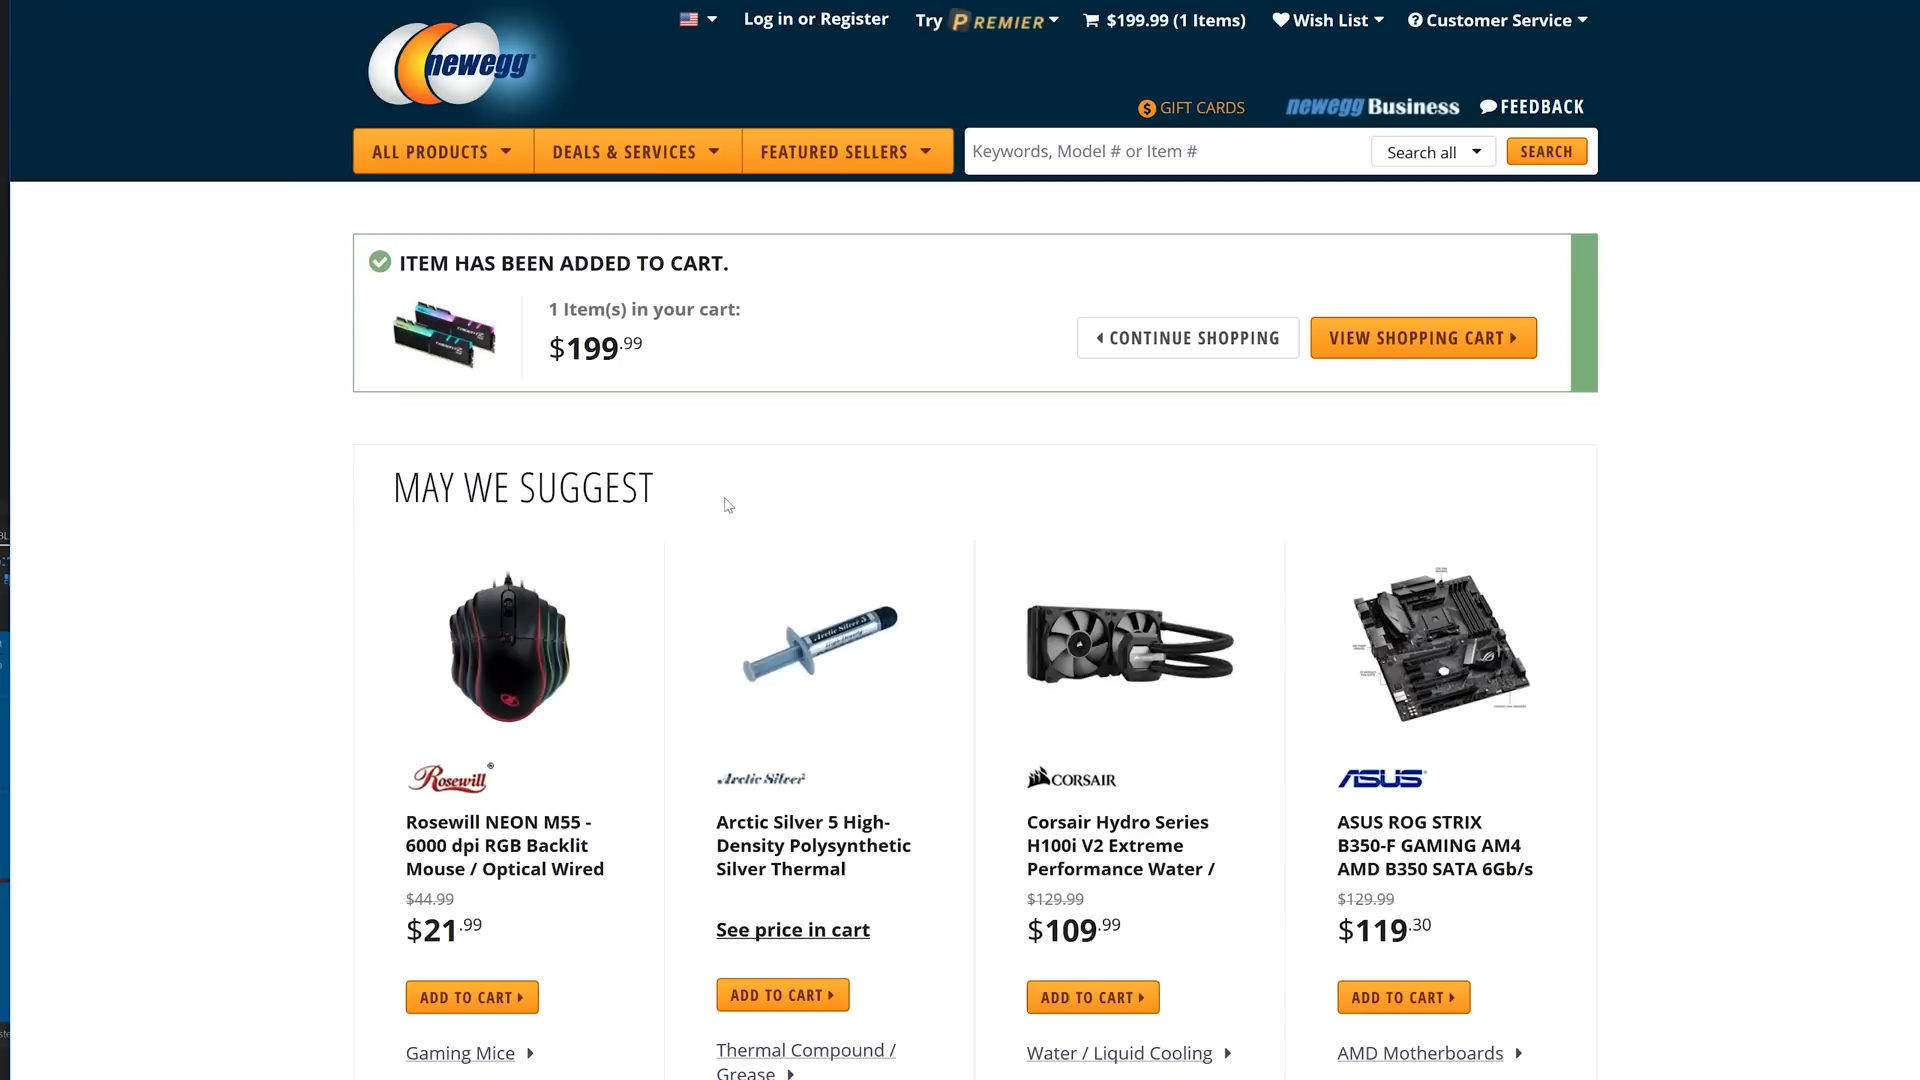 Log in or Register
Try PREMIER
$199.99 (1 Items)
Wish List
Customer Service
newegg
GIFT CARDS
newegg Business
FEEDBACK
ALL PRODUCTS
DEALS & SERVICES
FEATURED SELLERS
Keywords, Model # or Item #
Search all
SEARCH
ITEM HAS BEEN ADDED TO CART.
1 Item(s) in your cart:
$199.99
CONTINUE SHOPPING
VIEW SHOPPING CART
MAY WE SUGGEST
Rosewill
Rosewill NEON M55 -
6000 dpi RGB Backlit
Mouse / Optical Wired
$44.99
$21.99
ADD TO CART
Gaming Mice
Arctic Silver 5
Arctic Silver
Arctic Silver 5 High-
Density Polysynthetic
Silver Thermal
See price in cart
ADD TO CART
Thermal Compound /
Grease
CORSAIR
Corsair Hydro Series
H100i V2 Extreme
Performance Water /
$129.99
$109.99
ADD TO CART
Water / Liquid Cooling
ASUS
ASUS ROG STRIX
B350-F GAMING AM4
AMD B350 SATA 6Gb/s
$129.99
$119.30
ADD TO CART
AMD Motherboards